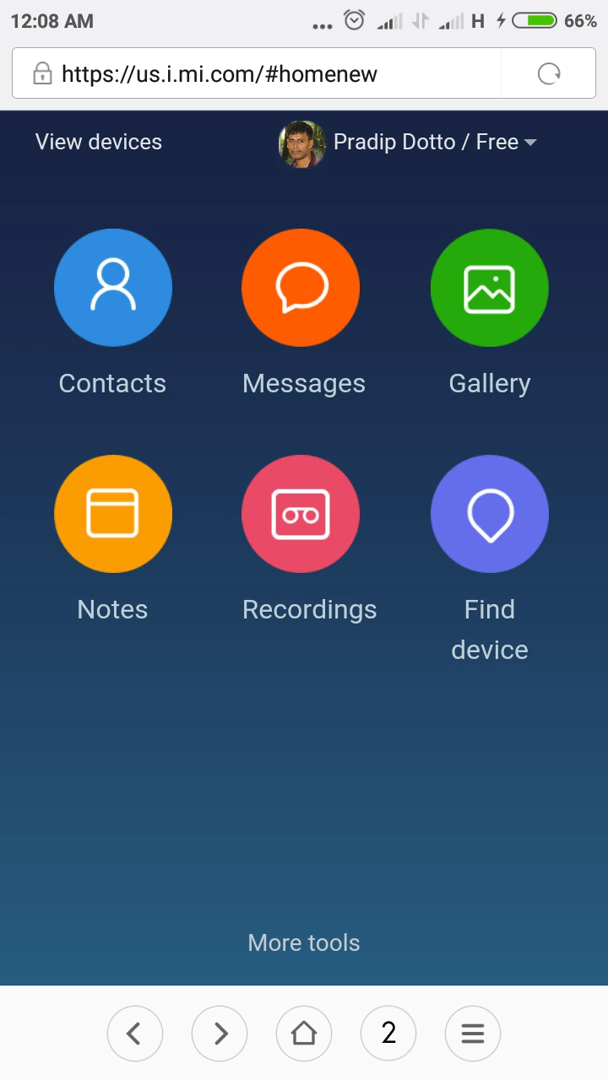 12:08 AM ... H 66%
https://us.i.mi.com/#homenew
View devices Pradip Dotto / Free
Contacts Messages Gallery
Notes Recordings Find
device
More tools
2